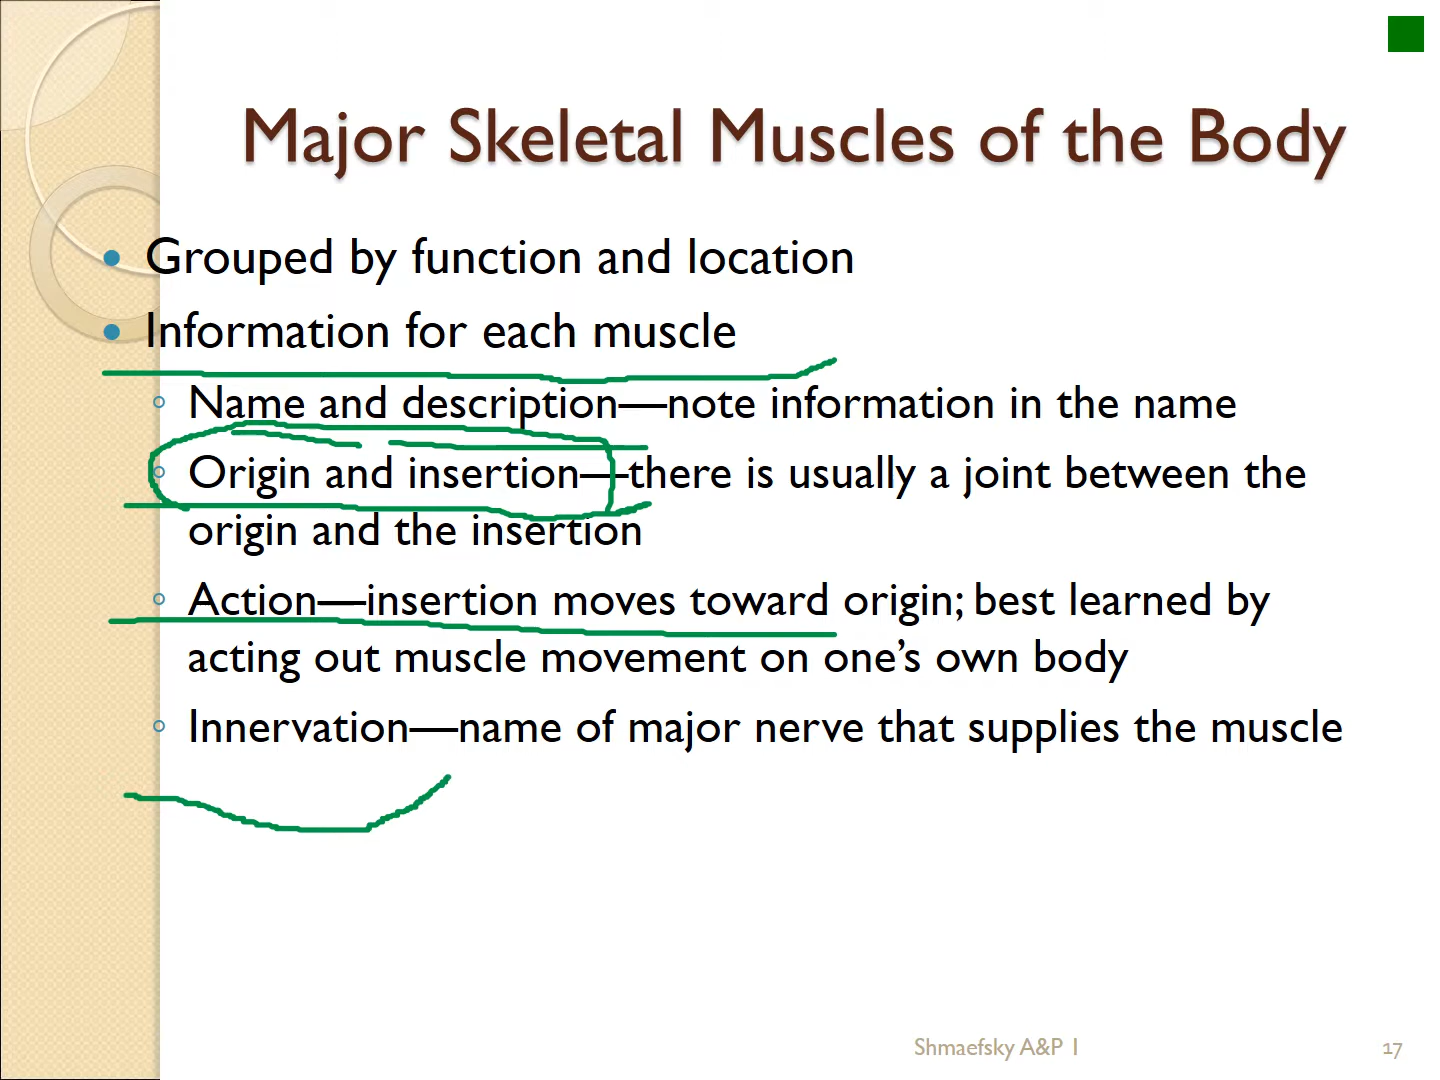 Major Skeletal Muscles of the Body
Grouped by function and location
Information for each muscle
Name and description—note information in the name
Origin and insertion—there is usually a joint between the
origin and the insertion
Action—insertion moves toward origin; best learned by
acting out muscle movement on one’s own body
Innervation—name of major nerve that supplies the muscle
Shmaefsky A&P 1
17